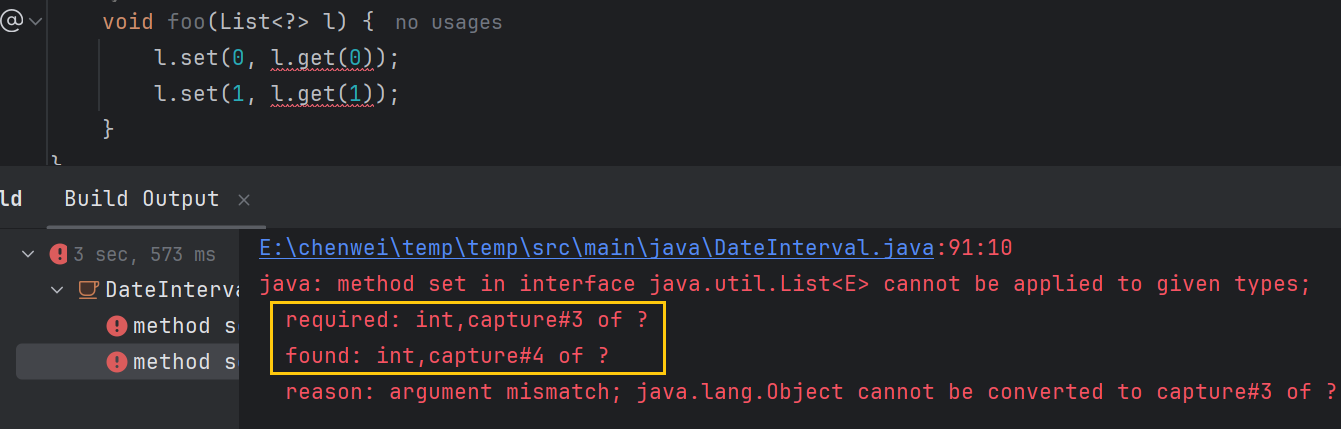 void foo(List<?> l) { no usages
l.set(0, l.get(0));
l.set(1, l.get(1));
}
}
ld Build Output ×
3 sec, 573 ms
DateInterva
method s
method s
E:\chenwei\temp\temp\src\main\java\DateInterval.java:91:10
java: method set in interface java.util.List<E> cannot be applied to given types;
required: int,capture#3 of ?
found: int,capture#4 of ?
reason: argument mismatch; java.lang.Object cannot be converted to capture#3 of ?